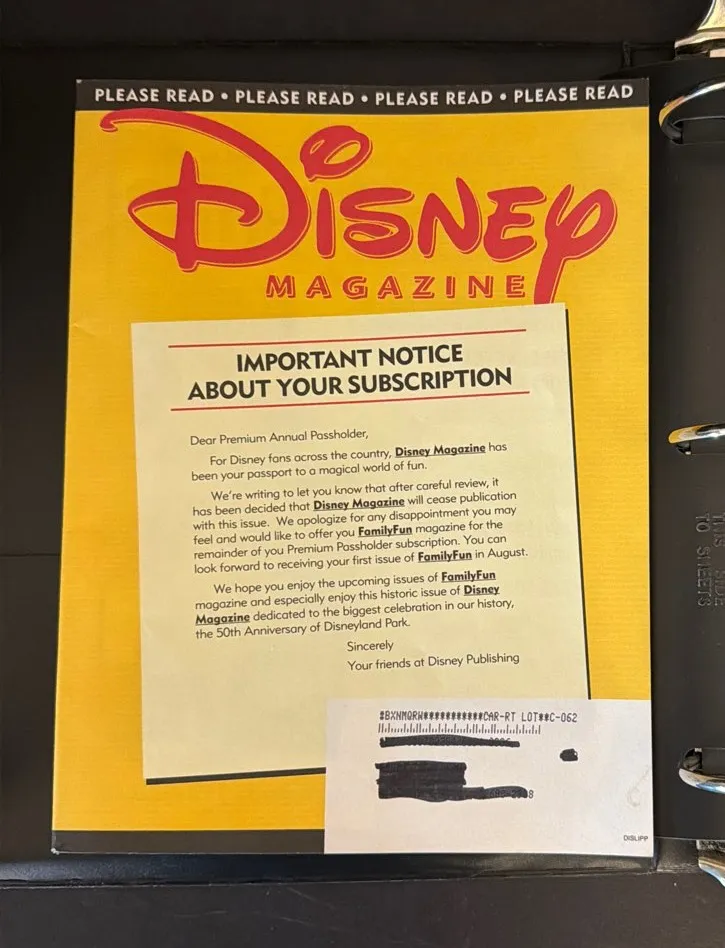 PLEASE READ • PLEASE READ • PLEASE READ • PLEASE READ
DISNEY
MAGAZINE
IMPORTANT NOTICE
ABOUT YOUR SUBSCRIPTION
Dear Premium Annual Passholder,
For Disney fans across the country, Disney Magazine has
been your passport to a magical world of fun.
We're writing to let you know that after careful review, it
has been decided that Disney Magazine will cease publication
with this issue. We apologize for any disappointment you may
feel and would like to offer you FamilyFun magazine for the
remainder of you Premium Passholder subscription. You can
look forward to receiving your first issue of FamilyFun in August.
We hope you enjoy the upcoming issues of FamilyFun
magazine and especially enjoy this historic issue of Disney
Magazine dedicated to the biggest celebration in our history,
the 50th Anniversary of Disneyland Park.
Sincerely
Your friends at Disney Publishing
#BXNMQRW***********CAR-RT LOT**C-062
DISLIPP
THIS SIDE
TO SHEETS